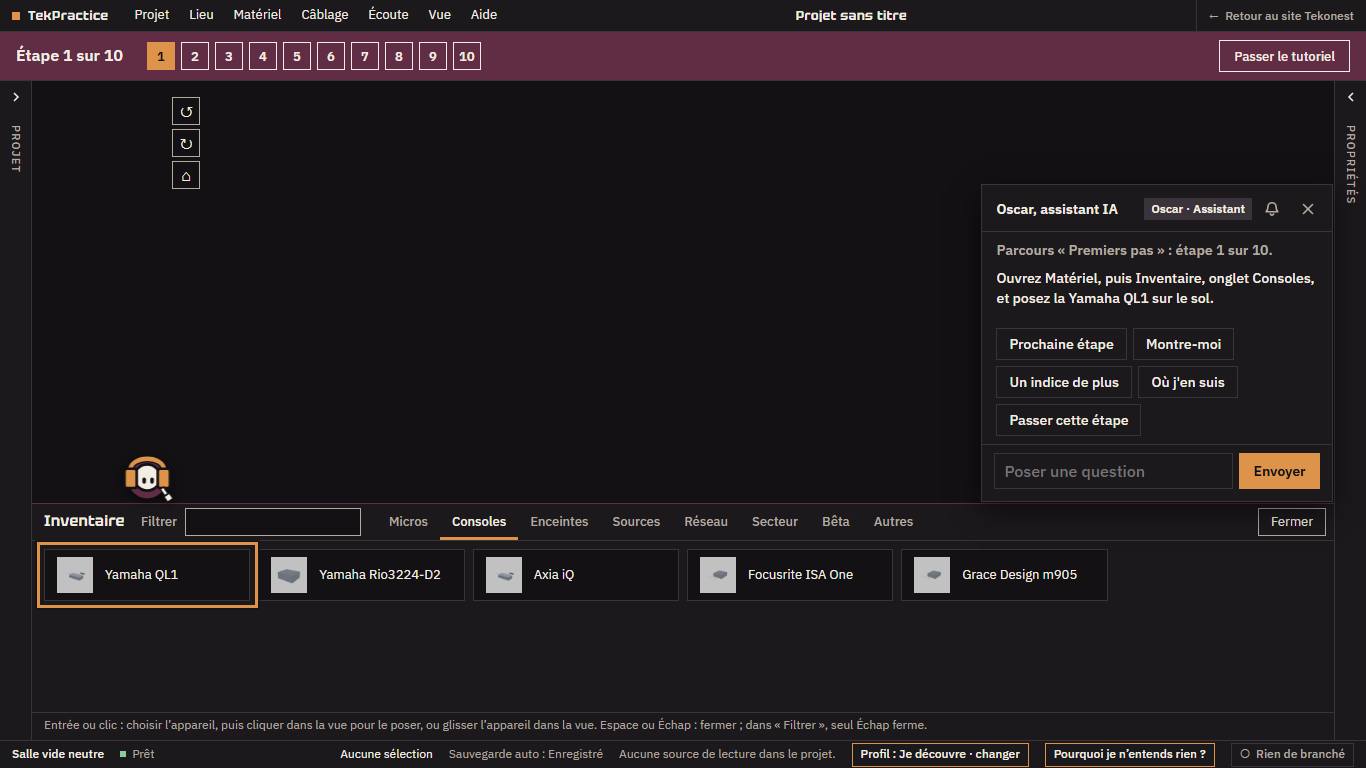 TekPractice Projet Lieu Matériel Câblage Écoute Vue Aide Projet sans titre ← Retour au site Tekonest
Étape 1 sur 10 1 2 3 4 5 6 7 8 9 10 Passer le tutoriel
PROJET
PROPRIÉTÉS
Oscar, assistant IA Oscar · Assistant
Parcours « Premiers pas » : étape 1 sur 10.
Ouvrez Matériel, puis Inventaire, onglet Consoles,
et posez la Yamaha QL1 sur le sol.
Prochaine étape Montre-moi
Un indice de plus Où j'en suis
Passer cette étape
Poser une question Envoyer
Inventaire Filtrer Micros Consoles Enceintes Sources Réseau Secteur Bêta Autres Fermer
Yamaha QL1 Yamaha Rio3224-D2 Axia iQ Focusrite ISA One Grace Design m905
Entrée ou clic : choisir l'appareil, puis cliquer dans la vue pour le poser, ou glisser l'appareil dans la vue. Espace ou Échap : fermer ; dans « Filtrer », seul Échap ferme.
Salle vide neutre Prêt Aucune sélection Sauvegarde auto : Enregistré Aucune source de lecture dans le projet. Profil : Je découvre · changer Pourquoi je n'entends rien ? Rien de branché